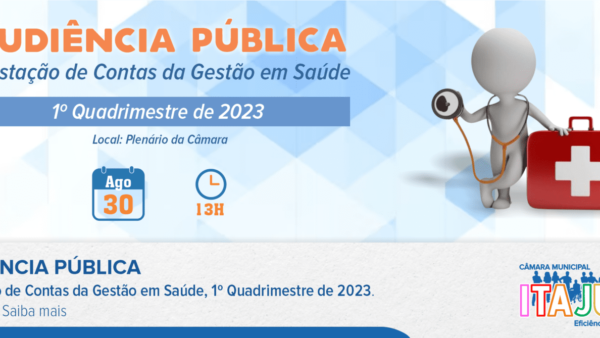 UDIÊNCIA PÚBLICA
stação de Contas da Gestão em Saúde
1º Quadrimestre de 2023
Local: Plenário da Câmara
Ago
30
13H
NCIA PÚBLICA
o de Contas da Gestão em Saúde, 1º Quadrimestre de 2023.
Saiba mais
CÂMARA MUNICIPAL
ITAJU
Eficiênc